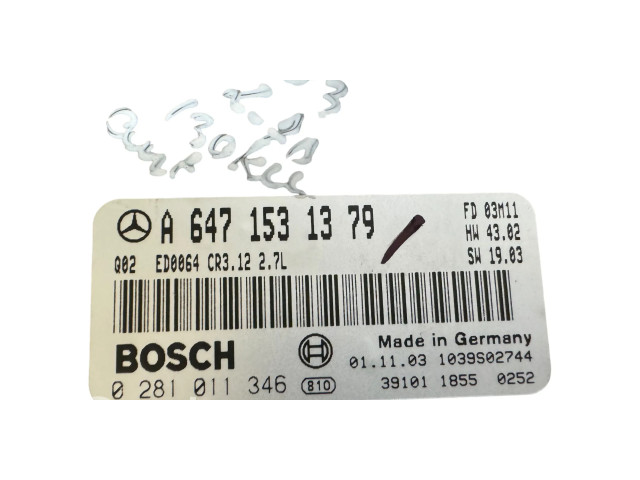 A 647 153 13 79
FD 03M11
HW 43.02
SW 19.03
Q02 ED0064 CR3.12 2.7L
BOSCH
Made in Germany
01.11.03 1039S02744
0 281 011 346 810
39101 1855 0252